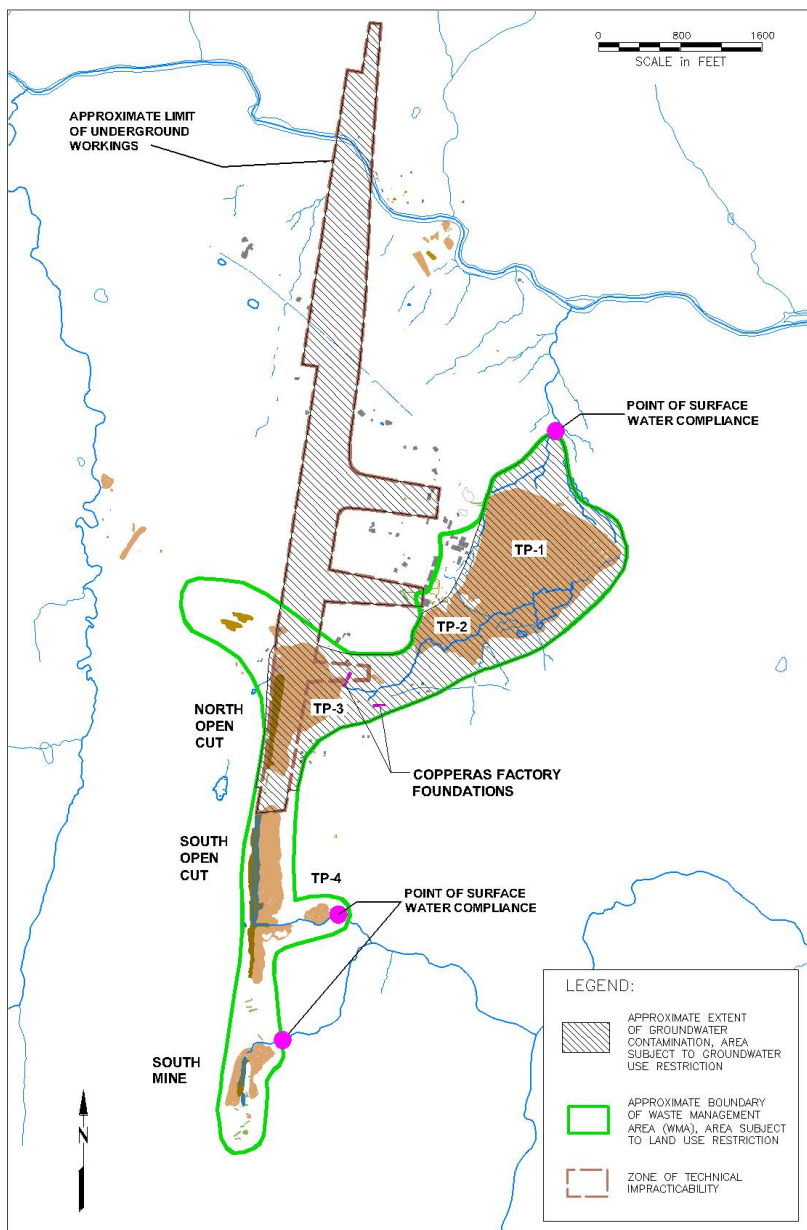 0 800 1600
SCALE in FEET
APPROXIMATE LIMIT
OF UNDERGROUND
WORKINGS
POINT OF SURFACE
WATER COMPLIANCE
TP-1
TP-2
TP-3
NORTH
OPEN
CUT
COPPERAS FACTORY
FOUNDATIONS
SOUTH
OPEN
CUT
TP-4
POINT OF SURFACE
WATER COMPLIANCE
SOUTH
MINE
N
LEGEND:
APPROXIMATE EXTENT
OF GROUNDWATER
CONTAMINATION, AREA
SUBJECT TO GROUNDWATER
USE RESTRICTION
APPROXIMATE BOUNDARY
OF WASTE MANAGEMENT
AREA (WMA), AREA SUBJECT
TO LAND USE RESTRICTION
ZONE OF TECHNICAL
IMPRACTICABILITY